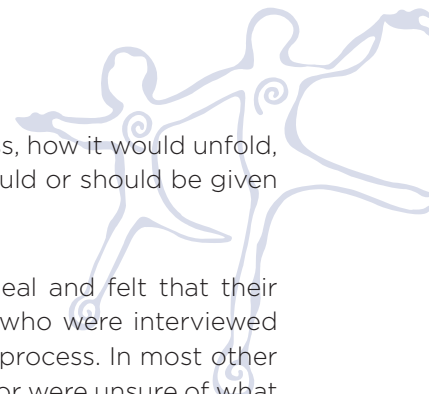 s, how it would unfold,
uld or should be given
eal and felt that their
who were interviewed
process. In most other
or were unsure of what